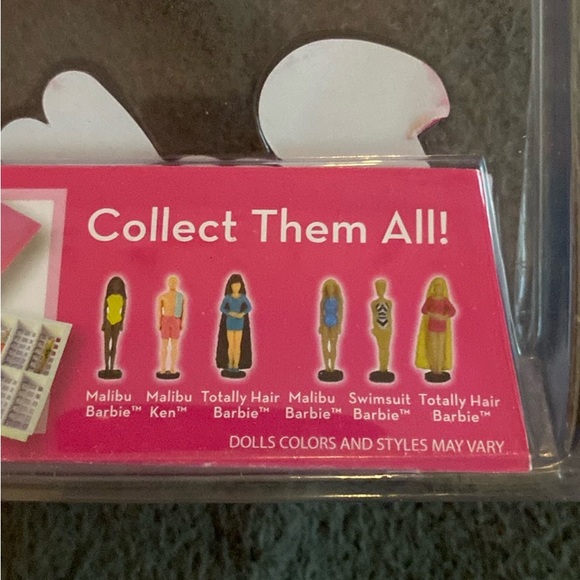 Collect Them All!
Malibu Barbie™
Malibu Ken™
Totally Hair Barbie™
Malibu Barbie™
Swimsuit Barbie™
Totally Hair Barbie™
DOLLS COLORS AND STYLES MAY VARY